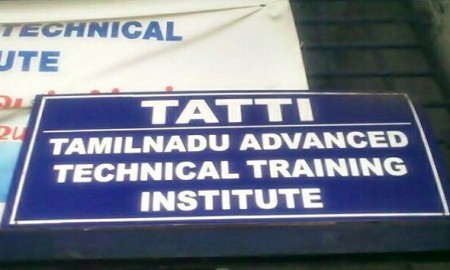 TECHNICAL
UTE
TATTI
TAMILNADU ADVANCED
TECHNICAL TRAINING
INSTITUTE